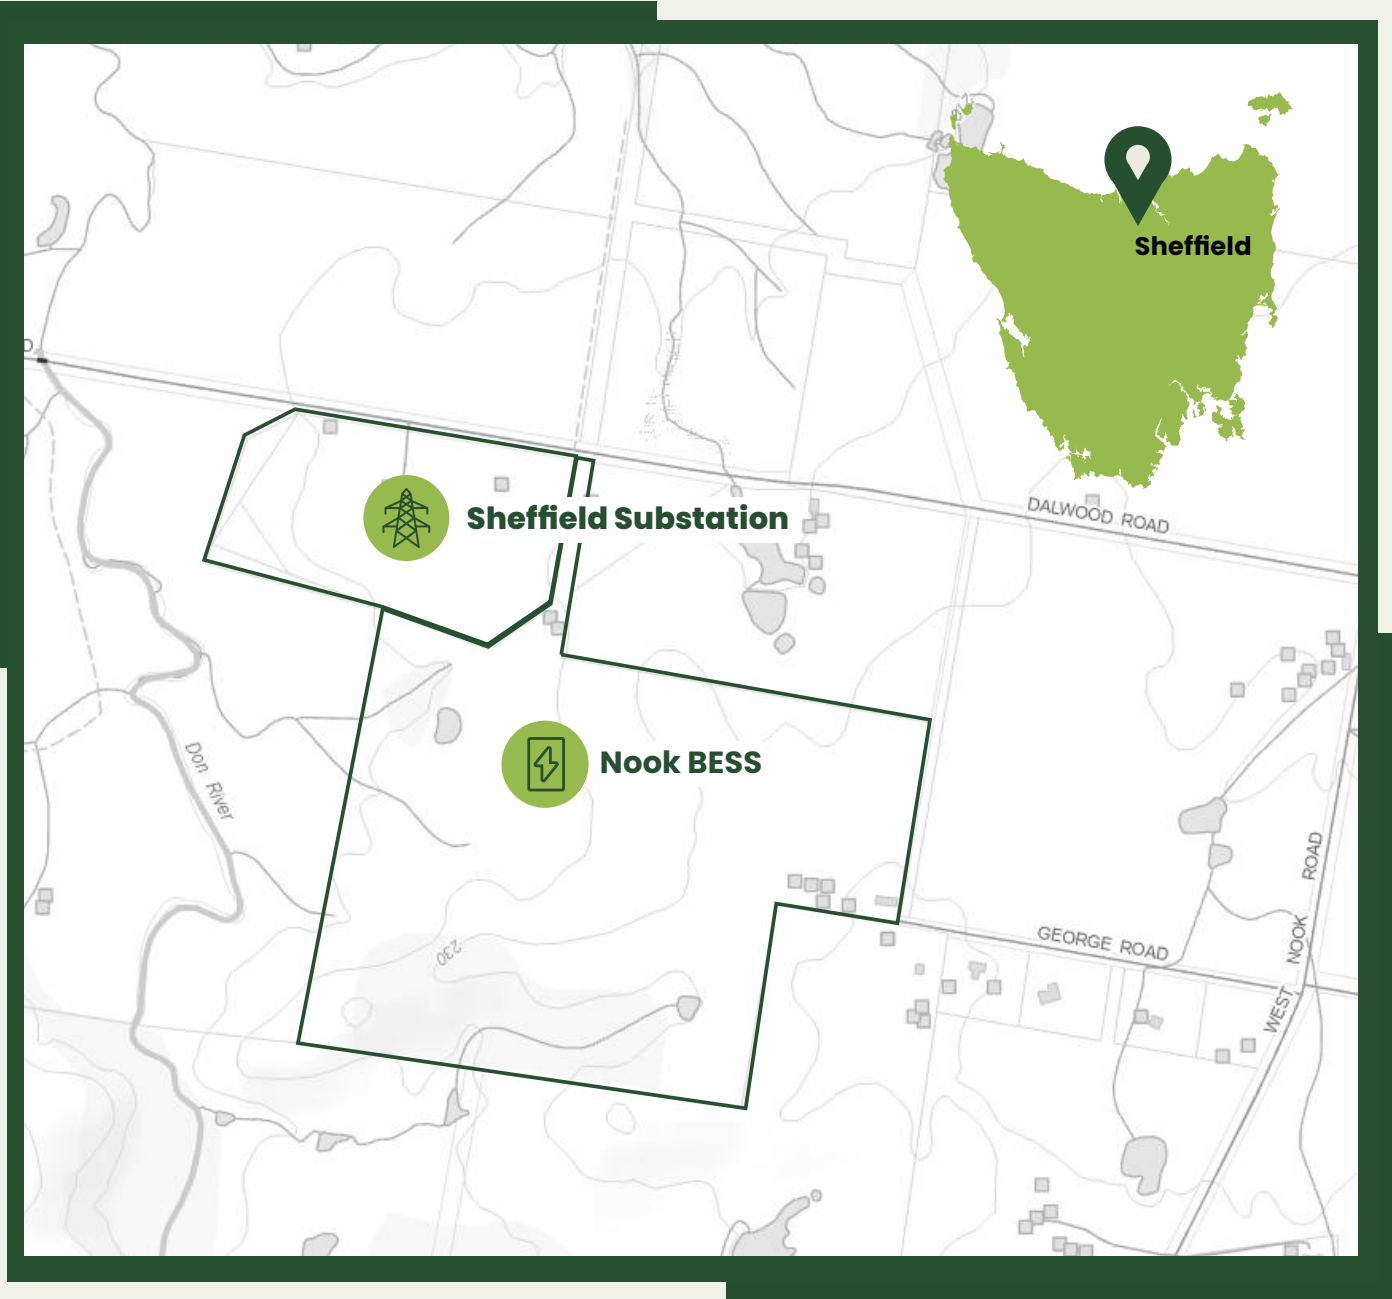 Sheffield
DALWOOD ROAD
Sheffield Substation
Nook BESS
Don River
230
GEORGE ROAD
WEST NOOK ROAD